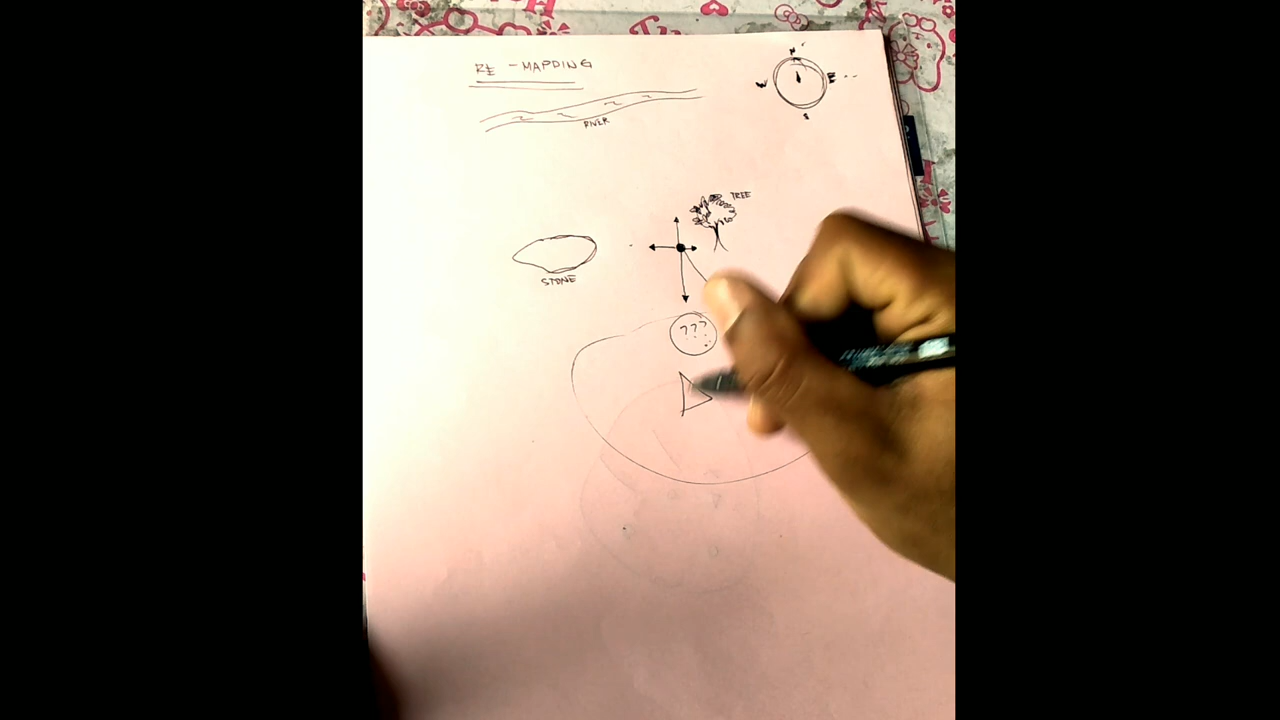 RE - MAPPING
N
W
E
S
RIVER
TREE
STONE
???